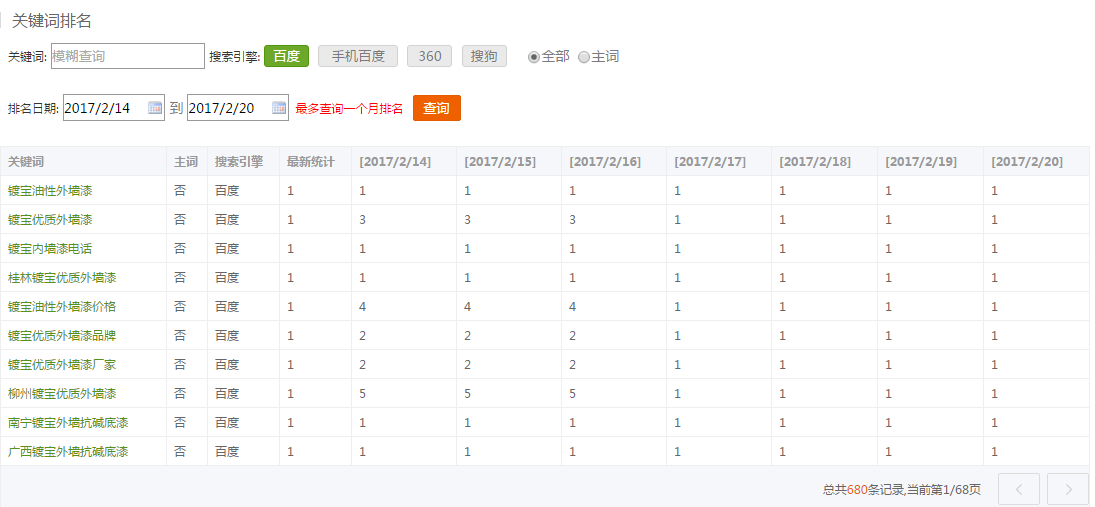 关键词排名
关键词: 模糊查询 搜索引擎: 百度 手机百度 360 搜狗 全部 主词
排名日期: 2017/2/14 到 2017/2/20 最多查询一个月排名 查询
关键词 主词 搜索引擎 最新统计 [2017/2/14] [2017/2/15] [2017/2/16] [2017/2/17] [2017/2/18] [2017/2/19] [2017/2/20]
镀宝油性外墙漆 否 百度 1 1 1 1 1 1 1 1
镀宝优质外墙漆 否 百度 1 3 3 3 1 1 1 1
镀宝内墙漆电话 否 百度 1 1 1 1 1 1 1 1
桂林镀宝优质外墙漆 否 百度 1 1 1 1 1 1 1 1
镀宝油性外墙漆价格 否 百度 1 4 4 4 1 1 1 1
镀宝优质外墙漆品牌 否 百度 1 2 2 2 1 1 1 1
镀宝优质外墙漆厂家 否 百度 1 2 2 2 1 1 1 1
柳州镀宝优质外墙漆 否 百度 1 5 5 5 1 1 1 1
南宁镀宝外墙抗碱底漆 否 百度 1 1 1 1 1 1 1 1
广西镀宝外墙抗碱底漆 否 百度 1 1 1 1 1 1 1 1
总共680条记录,当前第1/68页